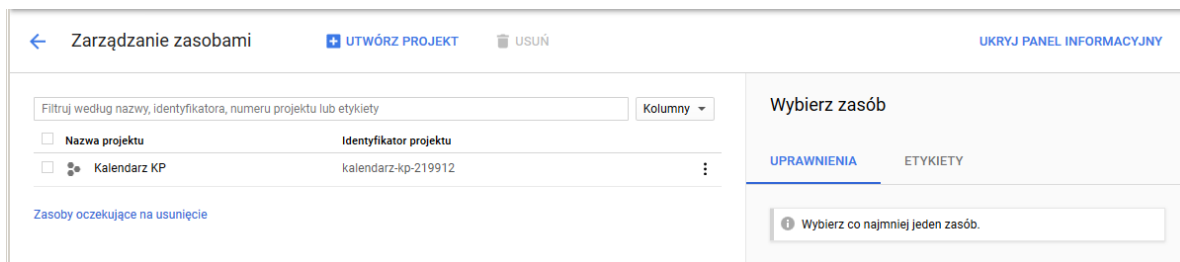 Zarządzanie zasobami UTWÓRZ PROJEKT USUŃ UKRYJ PANEL INFORMACYJNY
Filtruj według nazwy, identyfikatora, numeru projektu lub etykiety Kolumny
Nazwa projektu Identyfikator projektu
Kalendarz KP kalendarz-kp-219912
Zasoby oczekujące na usunięcie
Wybierz zasób
UPRAWNIENIA ETYKIETY
Wybierz co najmniej jeden zasób.